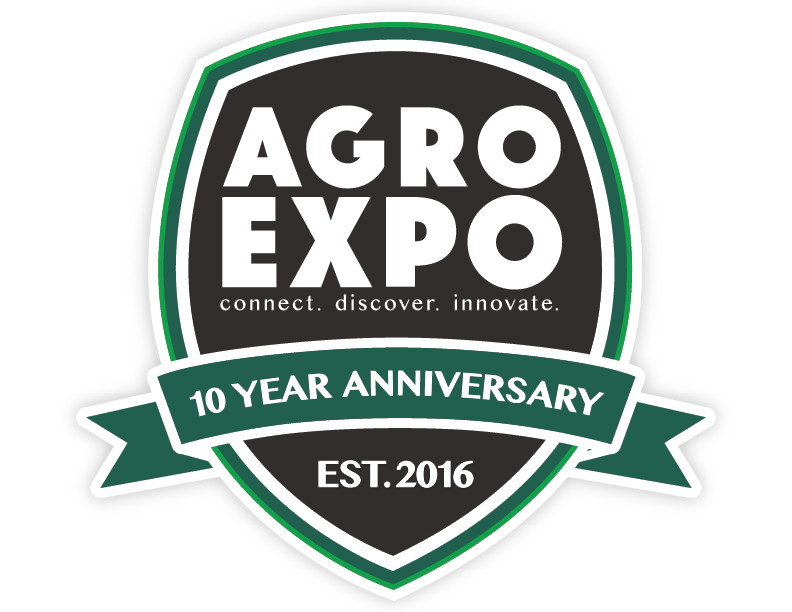 AGRO
EXPO
connect. discover. innovate.
10 YEAR ANNIVERSARY
EST. 2016